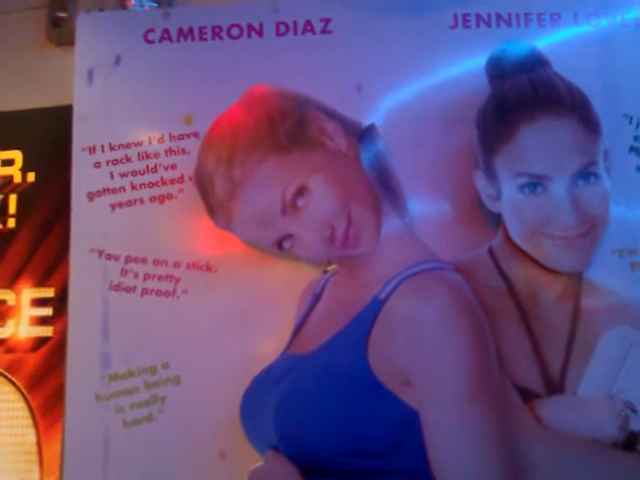 CAMERON DIAZ
JENNIFER
"If I knew I'd have
a rack like this,
I would've
gotten knocked
years ago."
"You pee on a stick.
It's pretty
idiot proof."
"Making a
human being
is really
hard."
R.
!
CE